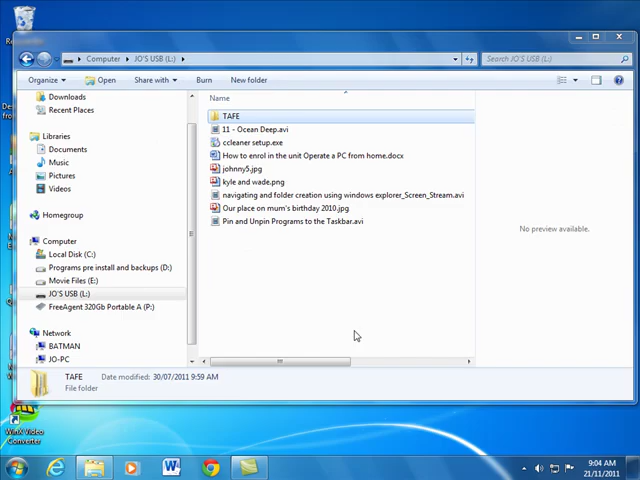 Computer ▸ JO'S USB (L:) ▸
Search JO'S USB (L:)
Organize Open Share with Burn New folder
Downloads
Recent Places
Libraries
Documents
Music
Pictures
Videos
Homegroup
Computer
Local Disk (C:)
Programs pre install and backups (D:)
Movie Files (E:)
JO'S USB (L:)
FreeAgent 320Gb Portable A (P:)
Network
BATMAN
JO-PC
Name
TAFE
11 - Ocean Deep.avi
ccleaner setup.exe
How to enrol in the unit Operate a PC from home.docx
johnny5.jpg
kyle and wade.png
navigating and folder creation using windows explorer_Screen_Stream.avi
Our place on mum's birthday 2010.jpg
Pin and Unpin Programs to the Taskbar.avi
No preview available.
TAFE Date modified: 30/07/2011 9:59 AM
File folder
WinX Video
Converter
9:04 AM
21/11/2011